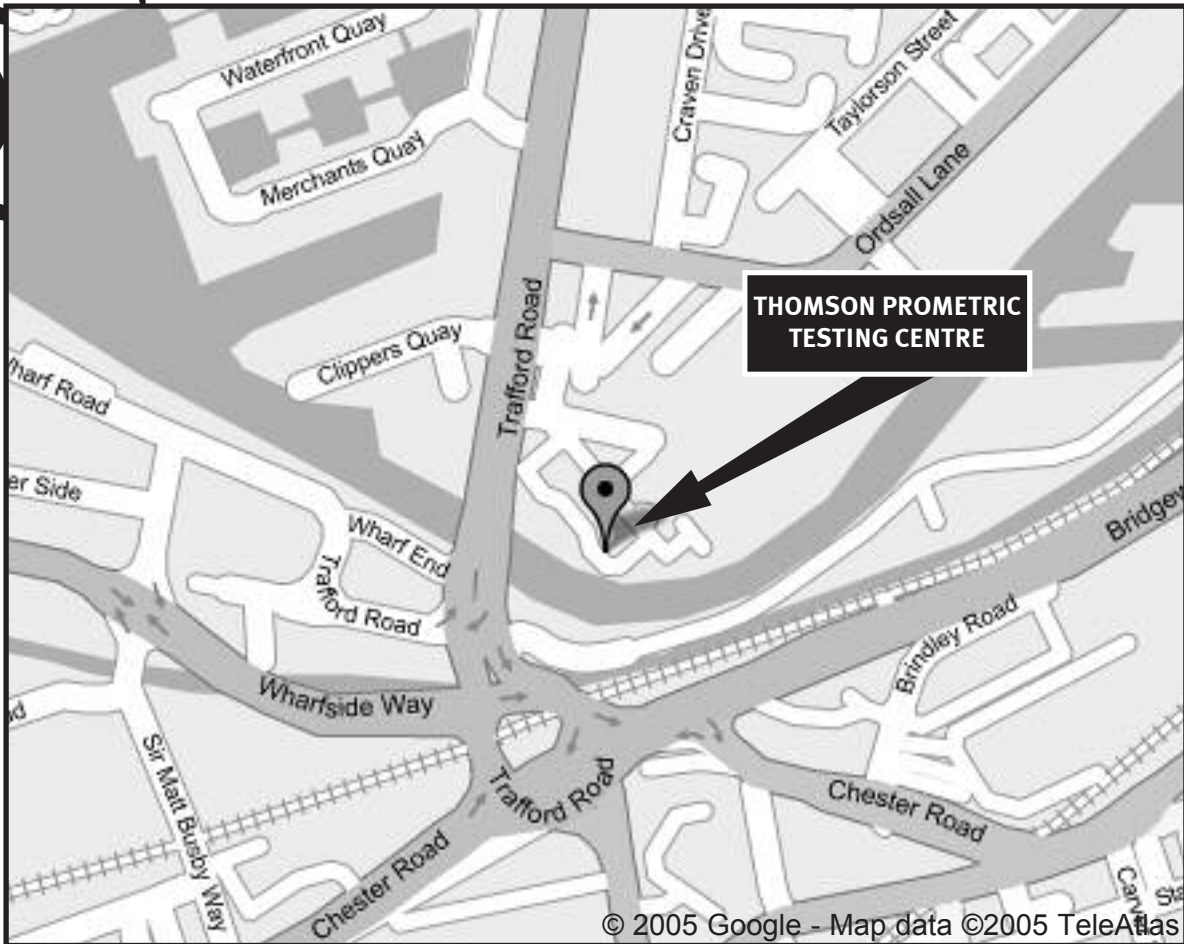 Waterfront Quay
Merchants Quay
Craven Drive
Taylorson Street
Ordsall Lane
THOMSON PROMETRIC
TESTING CENTRE
Trafford Road
Clippers Quay
Wharf Road
er Side
Wharf End
Trafford Road
Bridgew
Brindley Road
Wharfside Way
Sir Matt Busby Way
Trafford Road
Chester Road
Chester Road
Carve
© 2005 Google - Map data ©2005 TeleAtlas